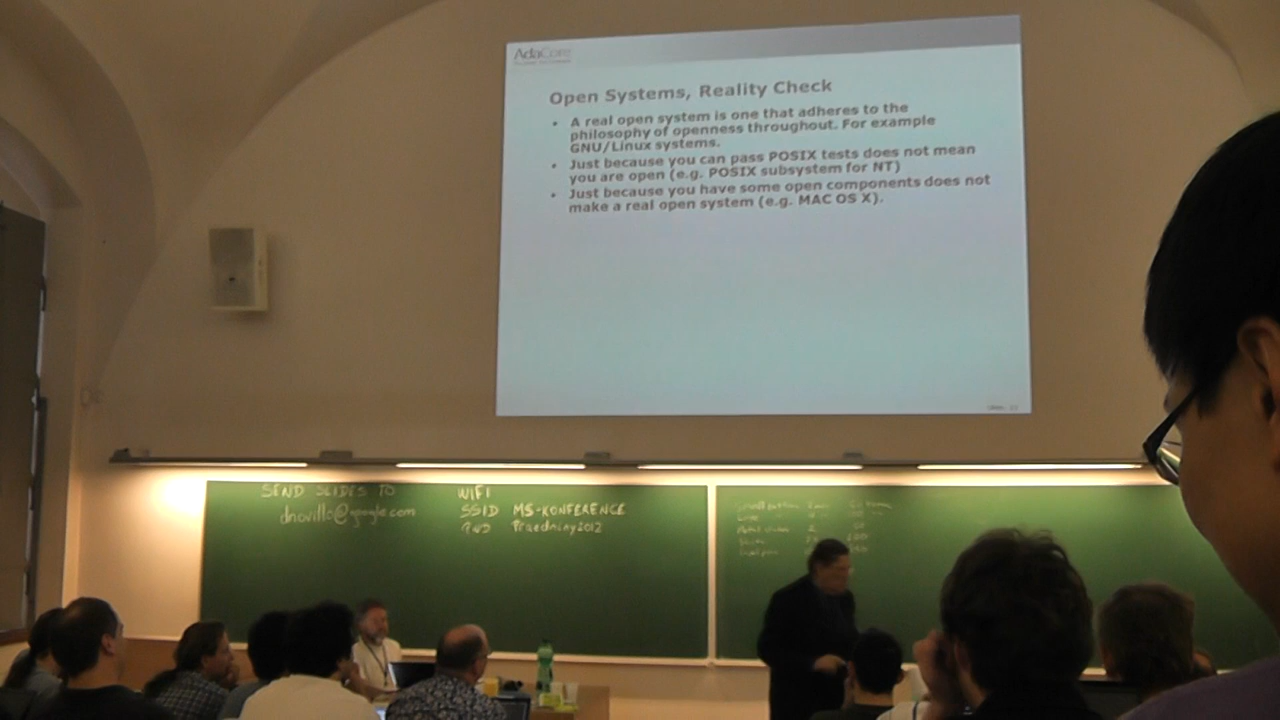 AdaCore
Open Systems, Reality Check
• A real open system is one that adheres to the
philosophy of openness throughout. For example
GNU/Linux systems.
• Just because you can pass POSIX tests does not mean
you are open (e.g. POSIX subsystem for NT)
• Just because you have some open components does not
make a real open system (e.g. MAC OS X).
SEND SLIDES TO
dnovillo@google.com
WIFI
SSID MS-KONFERENCE
PWD Prazdniny2012